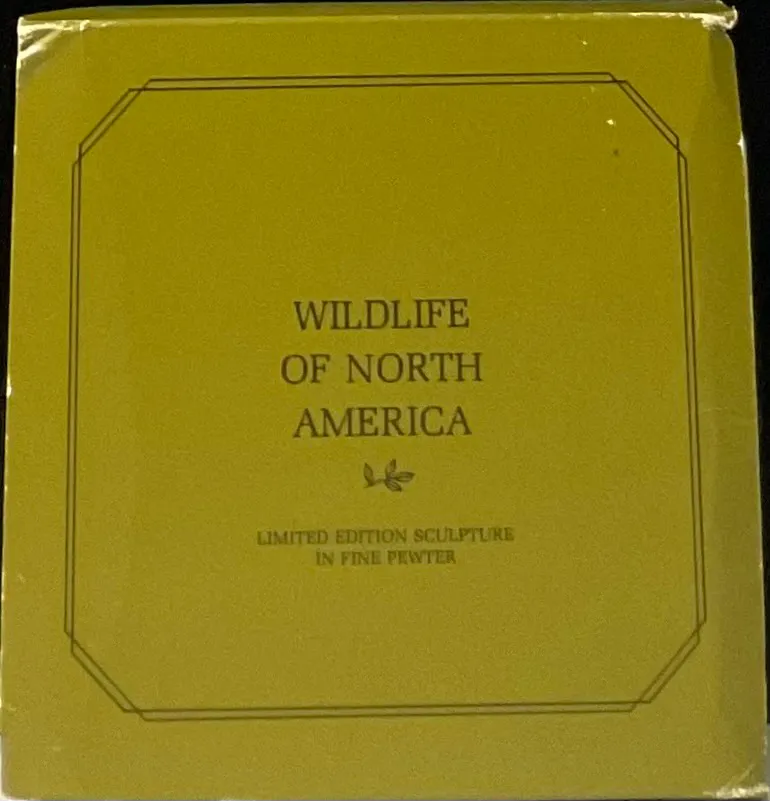 WILDLIFE
OF NORTH
AMERICA
LIMITED EDITION SCULPTURE
IN FINE PEWTER